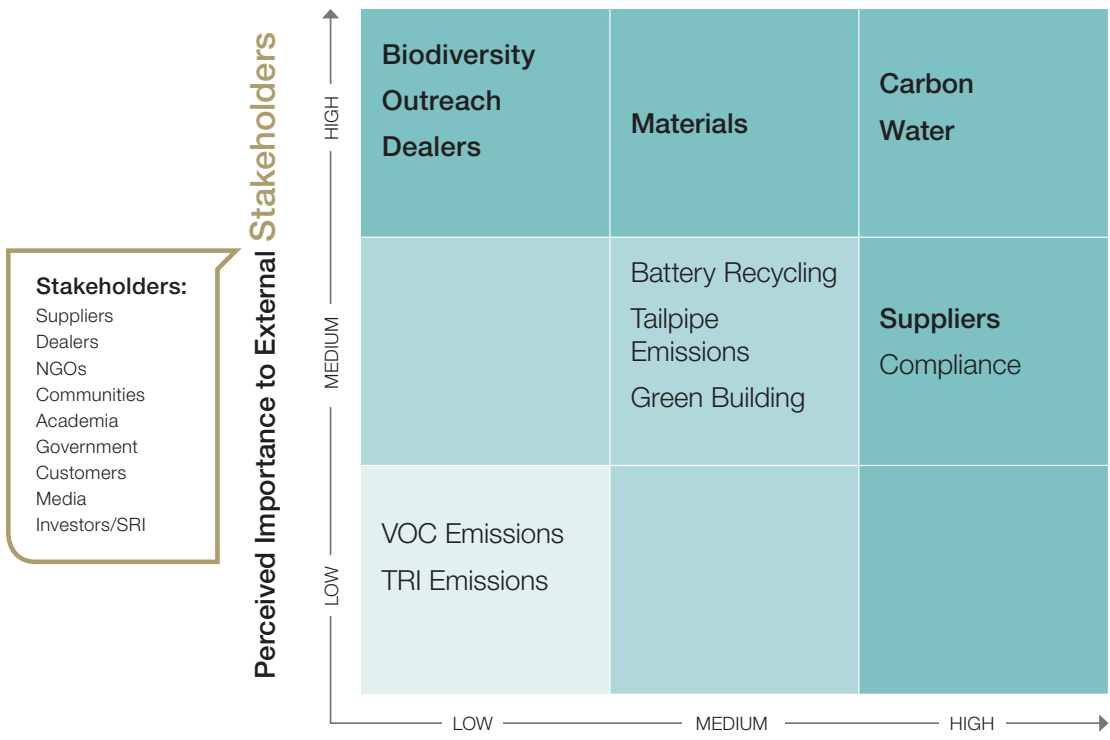 Stakeholders:
Suppliers
Dealers
NGOs
Communities
Academia
Government
Customers
Media
Investors/SRI
Perceived Importance to External Stakeholders
HIGH
MEDIUM
LOW
Biodiversity
Outreach
Dealers
Materials
Carbon
Water
Battery Recycling
Tailpipe
Emissions
Green Building
Suppliers
Compliance
VOC Emissions
TRI Emissions
LOW
MEDIUM
HIGH